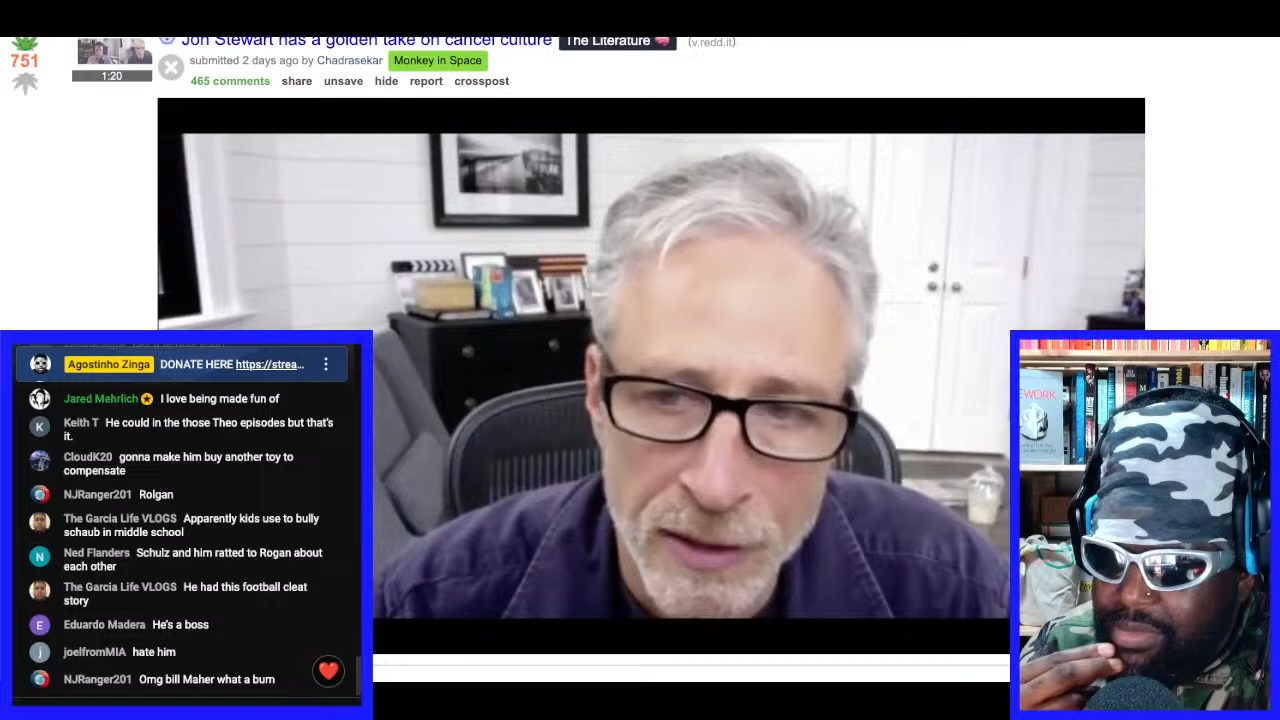 Jon Stewart has a golden take on cancel culture The Literature 🧠 (v.redd.it)
751
submitted 2 days ago by Chadrasekar Monkey in Space
1:20
465 comments share unsave hide report crosspost
Agostinho Zinga DONATE HERE https://strea...
Jared Mehrlich I love being made fun of
Keith T He could in the those Theo episodes but that's
it.
CloudK20 gonna make him buy another toy to
compensate
NJRanger201 Rolgan
The Garcia Life VLOGS Apparently kids use to bully
schaub in middle school
Ned Flanders Schulz and him ratted to Rogan about
each other
The Garcia Life VLOGS He had this football cleat
story
Eduardo Madera He's a boss
joelfromMIA hate him
NJRanger201 Omg bill Maher what a bum
K
N
E
j
WORK